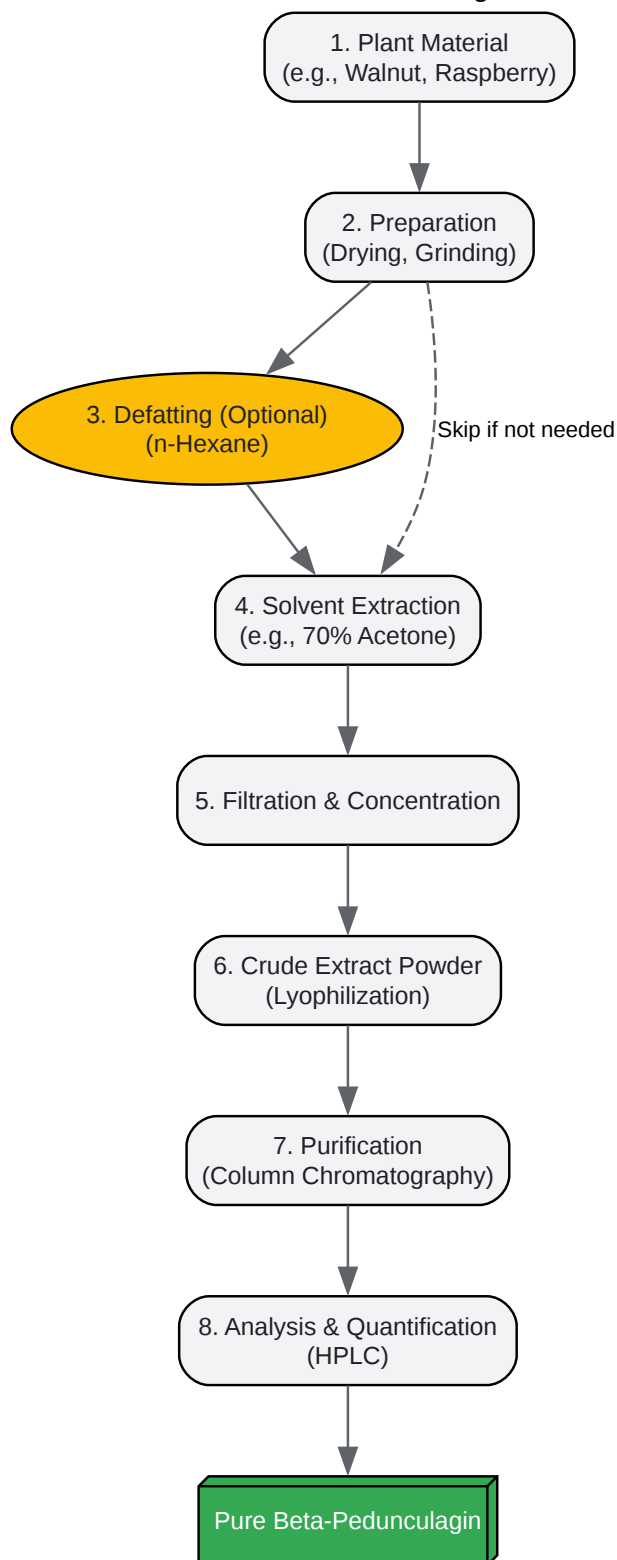 1. Plant Material
(e.g., Walnut, Raspberry)
2. Preparation
(Drying, Grinding)
3. Defatting (Optional)
(n-Hexane)
Skip if not needed
4. Solvent Extraction
(e.g., 70% Acetone)
5. Filtration & Concentration
6. Crude Extract Powder
(Lyophilization)
7. Purification
(Column Chromatography)
8. Analysis & Quantification
(HPLC)
Pure Beta-Pedunculagin